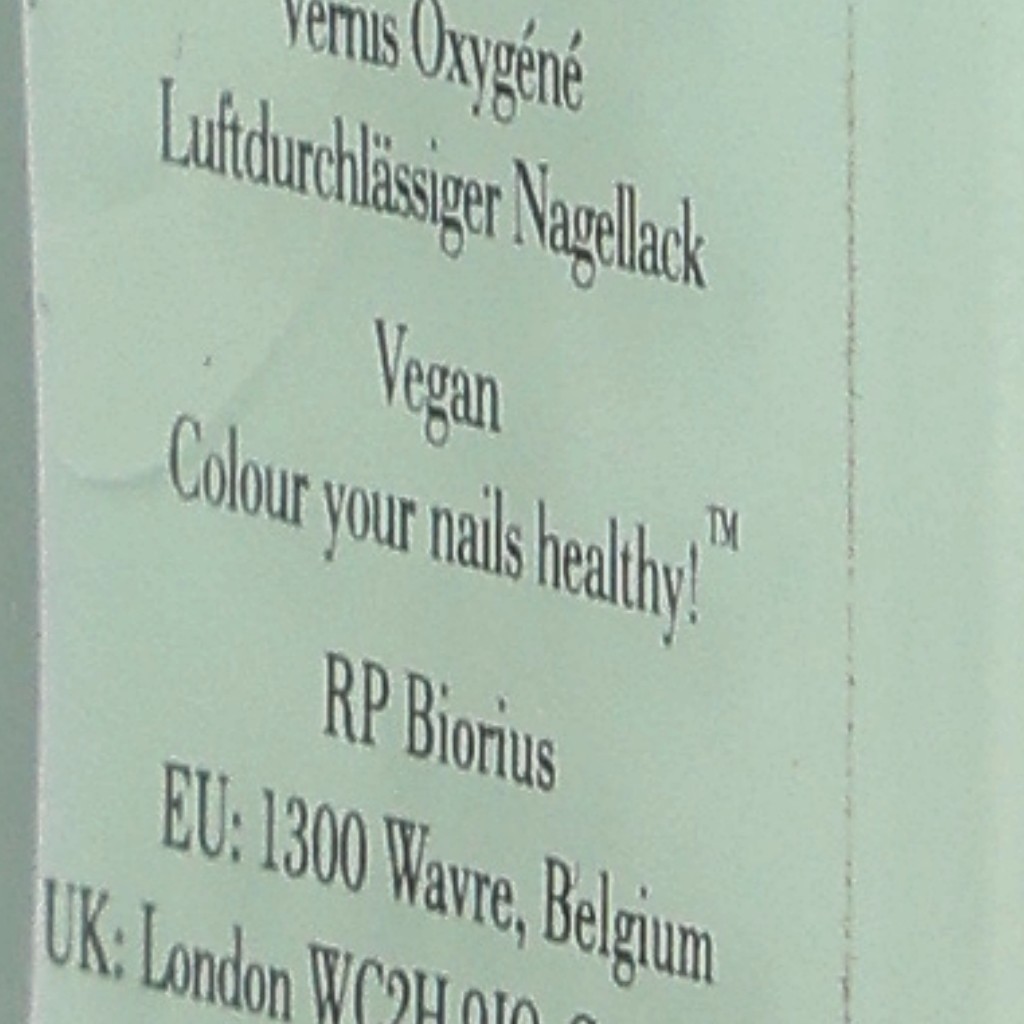 Vernis Oxygéné
Luftdurchlässiger Nagellack
Vegan
Colour your nails healthy!™
RP Biorius
EU: 1300 Wavre, Belgium
UK: London